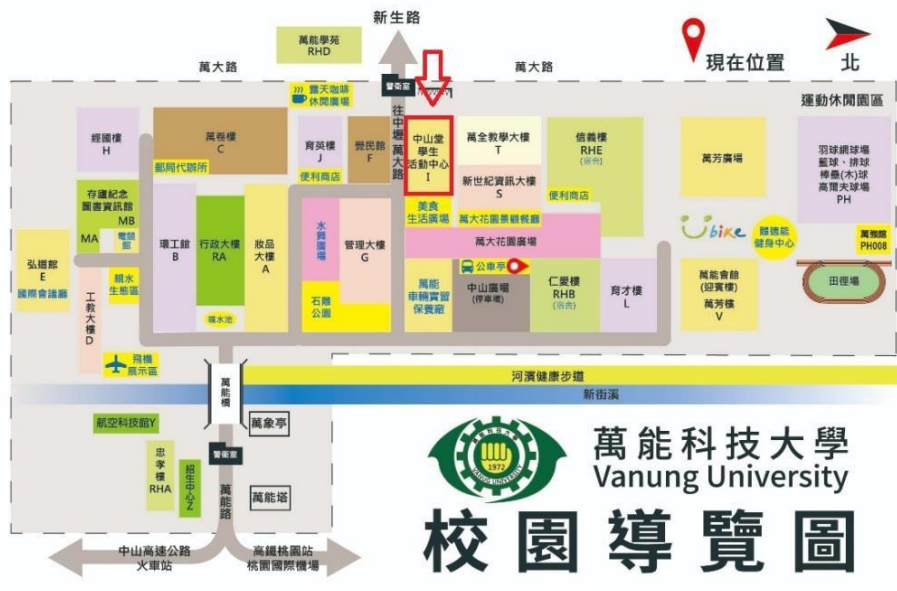 新生路
萬能學苑
RHD
萬大路
萬大路
現在位置
北
警衛室
露天咖啡
休閒廣場
往中壢 萬大路
運動休閒園區
經國樓
H
萬卷樓
C
郵局代辦所
育英樓
J
便利商店
覺民館
F
中山堂
學生
活動中心
I
萬全教學大樓
T
信義樓
RHE
(宿舍)
便利商店
萬芳廣場
羽球網球場
籃球、排球
棒壘(木)球
高爾夫球場
PH
存廬紀念
圖書資訊館
MB
MA
電競
館
新世紀資訊大樓
S
美食
生活廣場
萬大花園景觀餐廳
萬大花園廣場
Ubike
體適能
健身中心
萬雅館
PH008
弘道館
E
國際會議廳
親水
生態區
環工館
B
行政大樓
RA
噴水池
妝品
大樓
A
水舞廣場
管理大樓
G
石雕
公園
公車亭
萬能
車輛實習
保養廠
中山廣場
(停車場)
仁愛樓
RHB
(宿舍)
育才樓
L
萬能會館
(迎賓樓)
萬芳樓
V
田徑場
工教大樓D
飛機
展示區
河濱健康步道
新街溪
萬能橋
航空科技館Y
萬象亭
警衛室
忠孝樓
RHA
招生中心Z
萬能路
萬能塔
中山高速公路
火車站
高鐵桃園站
桃園國際機場
萬能科技大學
VANUNG UNIVERSITY
1972
萬能科技大學
Vanung University
校園導覽圖